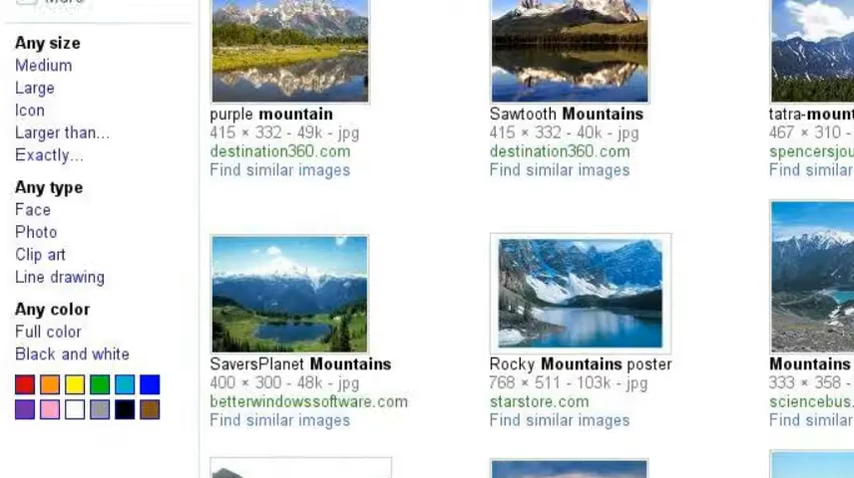 More
Any size
Medium
Large
Icon
Larger than...
Exactly...
Any type
Face
Photo
Clip art
Line drawing
Any color
Full color
Black and white
purple mountain
415 × 332 - 49k - jpg
destination360.com
Find similar images
Sawtooth Mountains
415 × 332 - 40k - jpg
destination360.com
Find similar images
467 × 310 -
Find similar
SaversPlanet Mountains
400 × 300 - 48k - jpg
betterwindowssoftware.com
Find similar images
Rocky Mountains poster
768 × 511 - 103k - jpg
starstore.com
Find similar images
Mountains
333 × 358 -
sciencebus.
Find similar